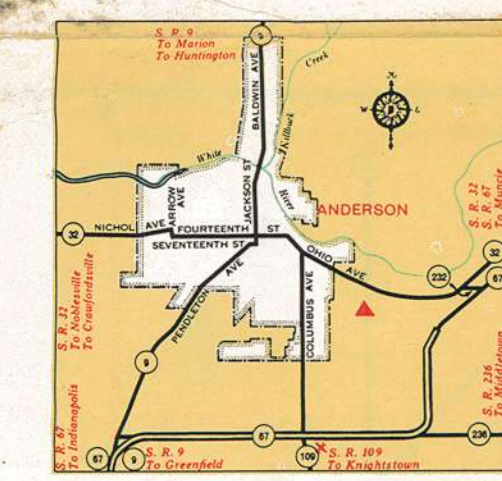 S. R. 9
To Marion
To Huntington
9
BALDWIN AVE
Creek
Killbuck
N
W
E
White
River
ANDERSON
JACKSON ST
ARROW
AVE
NICHOL AVE
FOURTEENTH ST
SEVENTEENTH ST
OHIO AVE
PENDLETON AVE
COLUMBUS AVE
32
S. R. 32
To Noblesville
To Crawfordsville
S. R. 32
S. R. 67
To Muncie
32
232
67
9
S. R. 67
To Indianapolis
67
9
S. R. 9
To Greenfield
67
109
S. R. 109
To Knightstown
236
S. R. 236
To Middletown